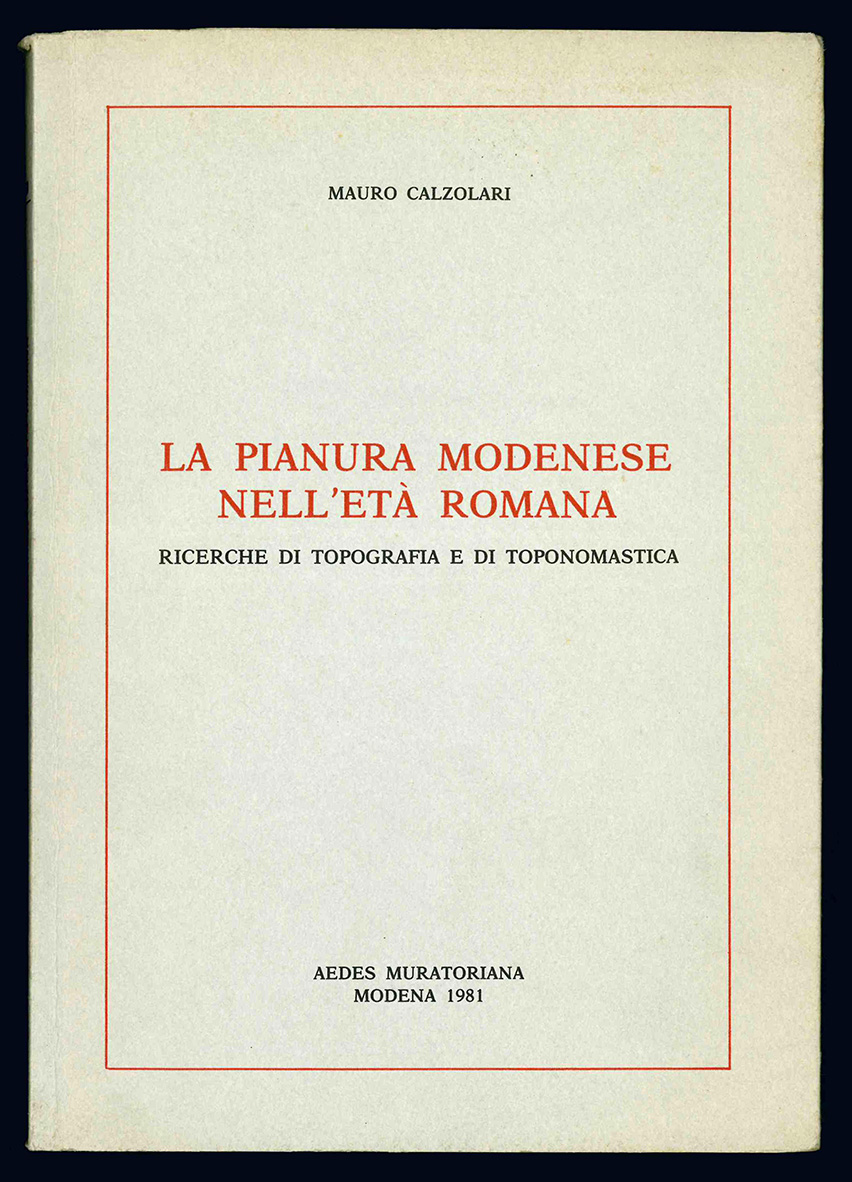 MAURO CALZOLARI
LA PIANURA MODENESE
NELL'ETÀ ROMANA
RICERCHE DI TOPOGRAFIA E DI TOPONOMASTICA
AEDES MURATORIANA
MODENA 1981